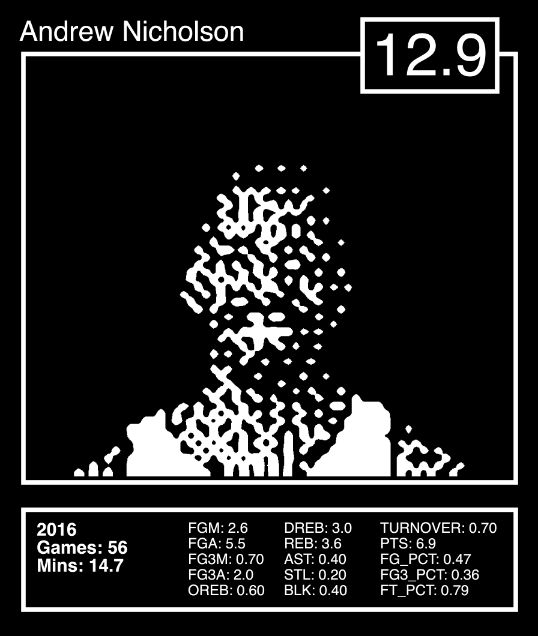 Andrew Nicholson
12.9
2016
Games: 56
Mins: 14.7
FGM: 2.6
FGA: 5.5
FG3M: 0.70
FG3A: 2.0
OREB: 0.60
DREB: 3.0
REB: 3.6
AST: 0.40
STL: 0.20
BLK: 0.40
TURNOVER: 0.70
PTS: 6.9
FG_PCT: 0.47
FG3_PCT: 0.36
FT_PCT: 0.79